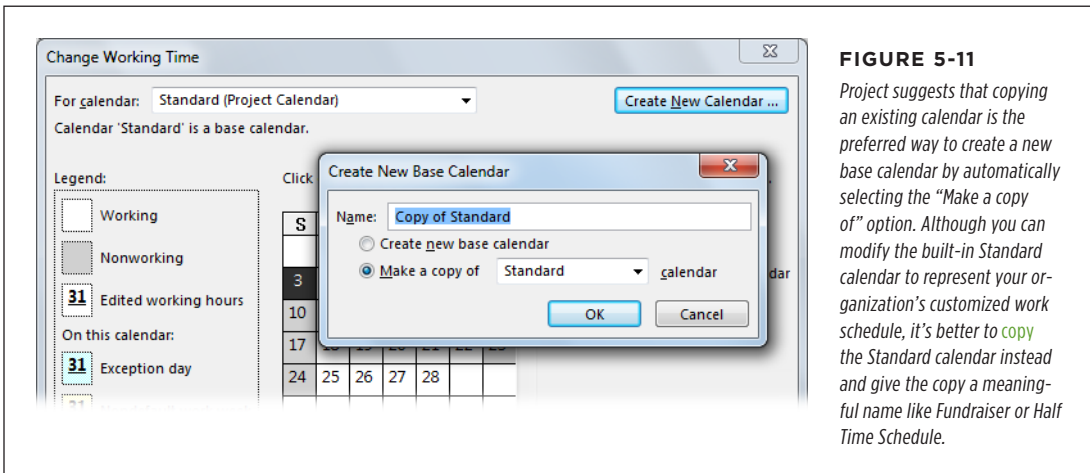 Change Working Time
For calendar: Standard (Project Calendar)
Create New Calendar ...
Calendar 'Standard' is a base calendar.
Legend:
Click
Working
Nonworking
31 Edited working hours
On this calendar:
31 Exception day
31
S
3
10
17
24 25 26 27 28
dar
Create New Base Calendar
Name: Copy of Standard
Create new base calendar
Make a copy of Standard calendar
OK Cancel
FIGURE 5-11
Project suggests that copying
an existing calendar is the
preferred way to create a new
base calendar by automatically
selecting the “Make a copy
of” option. Although you can
modify the built-in Standard
calendar to represent your or-
ganization’s customized work
schedule, it’s better to copy
the Standard calendar instead
and give the copy a meaning-
ful name like Fundraiser or Half
Time Schedule.